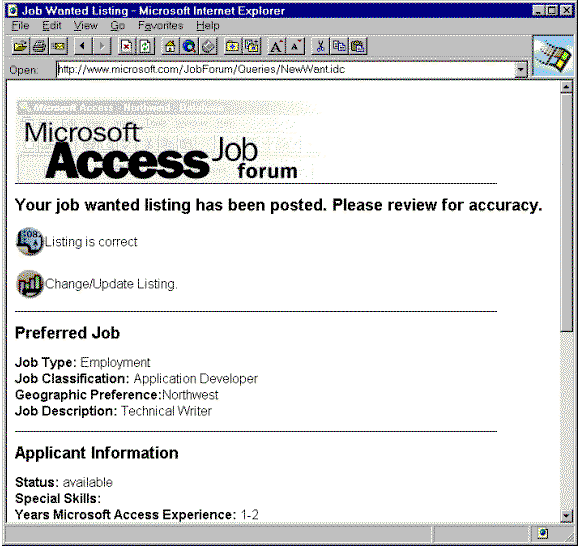 Job Wanted Listing - Microsoft Internet Explorer
File Edit View Go Favorites Help
Open: http://www.microsoft.com/JobForum/Queries/NewWant.idc
Microsoft Access - Northwind Database
Microsoft
Access Job
forum
Your job wanted listing has been posted. Please review for accuracy.
Listing is correct
Change/Update Listing.
Preferred Job
Job Type: Employment
Job Classification: Application Developer
Geographic Preference:Northwest
Job Description: Technical Writer
Applicant Information
Status: available
Special Skills:
Years Microsoft Access Experience: 1-2